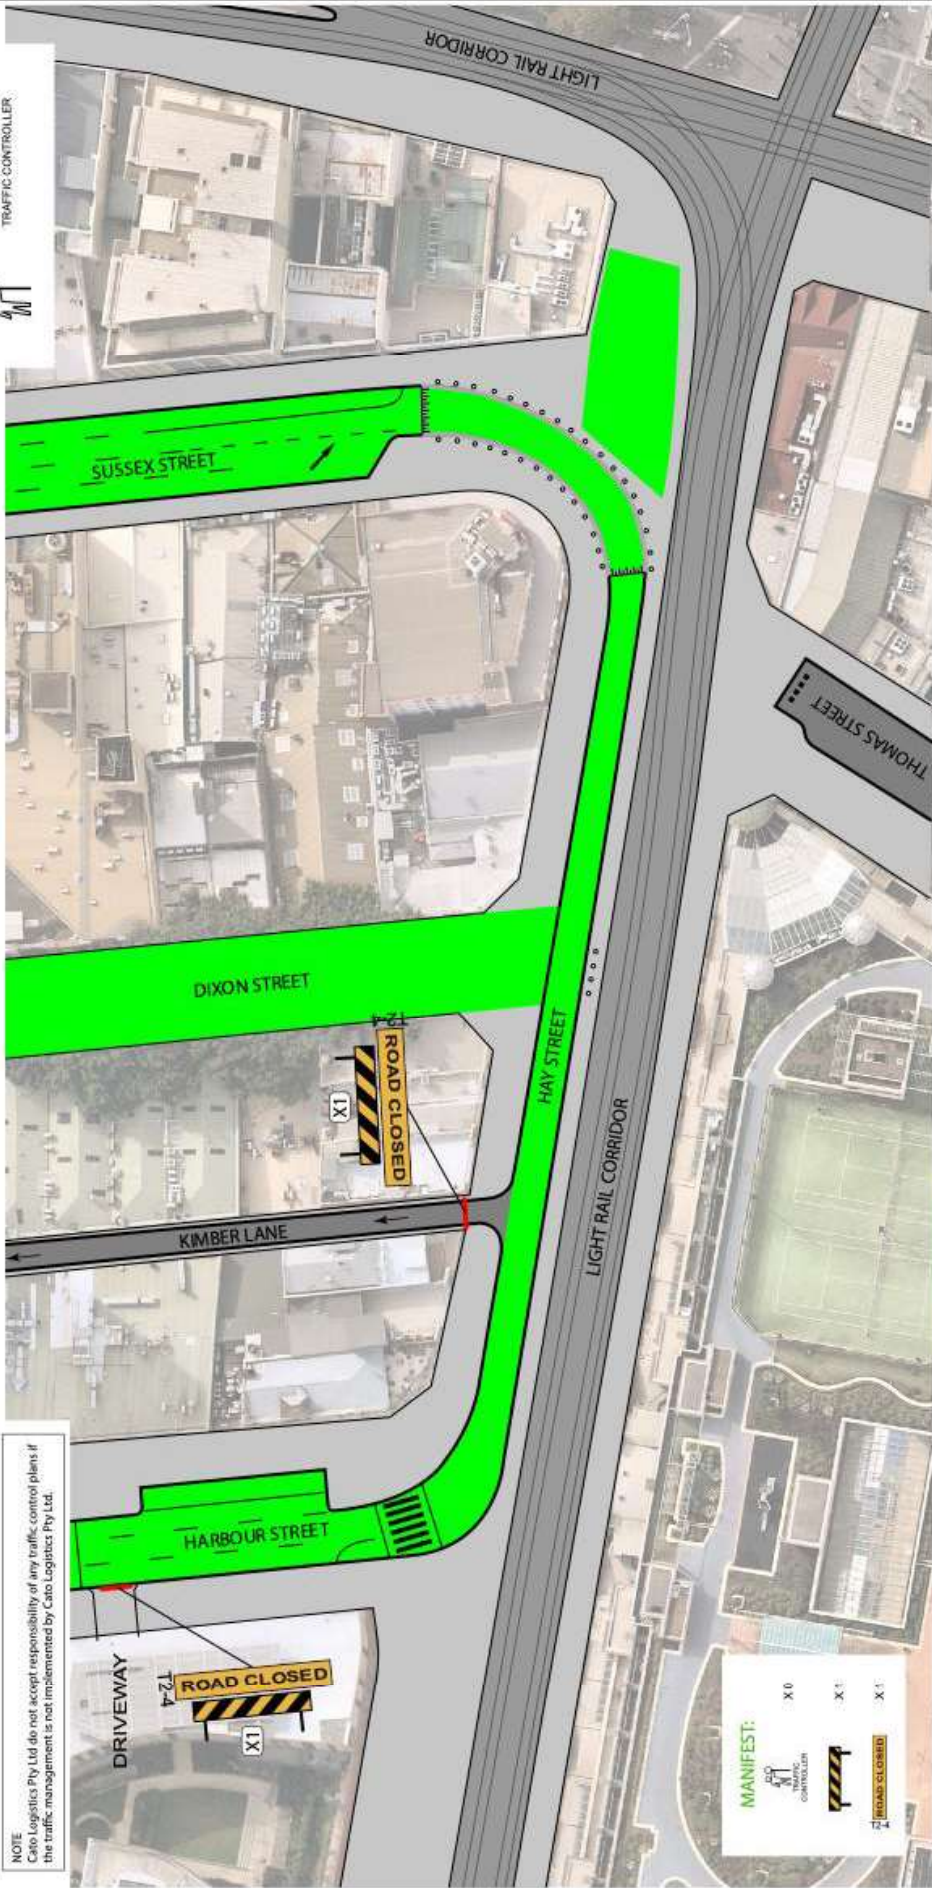 TRAFFIC CONTROLLER
LIGHT RAIL CORRIDOR
SUSSEX STREET
THOMAS STREET
DIXON STREET
HAY STREET
T2-4
ROAD CLOSED
X1
KIMBER LANE
LIGHT RAIL CORRIDOR
HARBOUR STREET
DRIVEWAY
T2-4
ROAD CLOSED
X1
NOTE
Cato Logistics Pty Ltd do not accept responsibility of any traffic control plans if
the traffic management is not implemented by Cato Logistics Pty Ltd.
MANIFEST:
TRAFFIC
CONTROLLER
X 0
X 1
T2-4
ROAD CLOSED
X 1